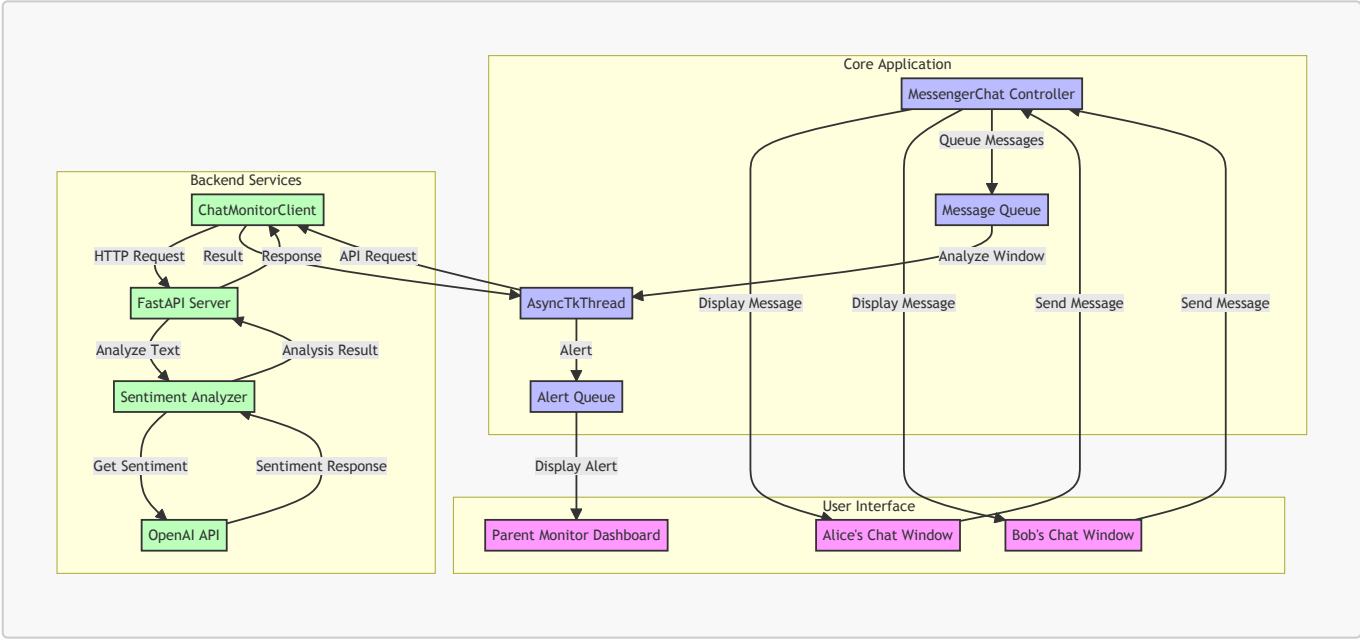 Core Application
MessengerChat Controller
Queue Messages
Backend Services
ChatMonitorClient
Message Queue
HTTP Request
Result
Response
API Request
Analyze Window
FastAPI Server
AsyncTkThread
Display Message
Display Message
Send Message
Send Message
Analyze Text
Analysis Result
Alert
Sentiment Analyzer
Alert Queue
Get Sentiment
Sentiment Response
Display Alert
User Interface
OpenAI API
Parent Monitor Dashboard
Alice's Chat Window
Bob's Chat Window